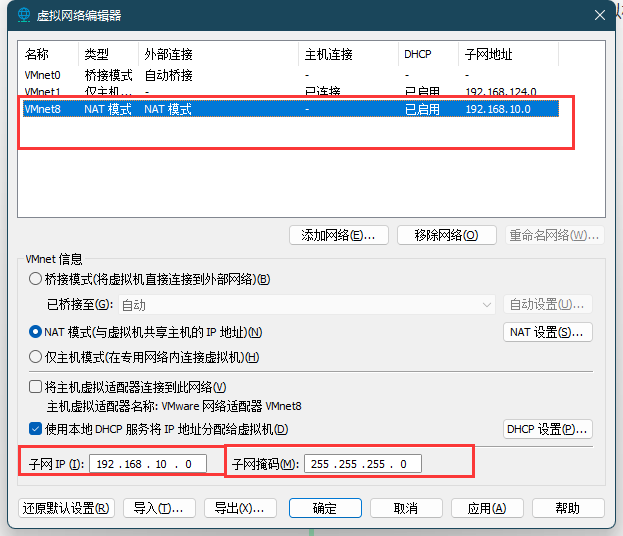 虚拟网络编辑器
名称 类型 外部连接 主机连接 DHCP 子网地址
VMnet0 桥接模式 自动桥接 - - -
VMnet1 仅主机... - 已连接 已启用 192.168.124.0
VMnet8 NAT 模式 NAT 模式 - 已启用 192.168.10.0
添加网络(E)... 移除网络(O) 重命名网络(W)...
VMnet 信息
桥接模式(将虚拟机直接连接到外部网络)(B)
已桥接至(G): 自动 自动设置(U)...
NAT 模式(与虚拟机共享主机的 IP 地址)(N) NAT 设置(S)...
仅主机模式(在专用网络内连接虚拟机)(H)
将主机虚拟适配器连接到此网络(V)
主机虚拟适配器名称: VMware 网络适配器 VMnet8
使用本地 DHCP 服务将 IP 地址分配给虚拟机(D) DHCP 设置(P)...
子网 IP (I): 192 . 168 . 10 . 0 子网掩码(M): 255 . 255 . 255 . 0
还原默认设置(R) 导入(T)... 导出(X)... 确定 取消 应用(A) 帮助